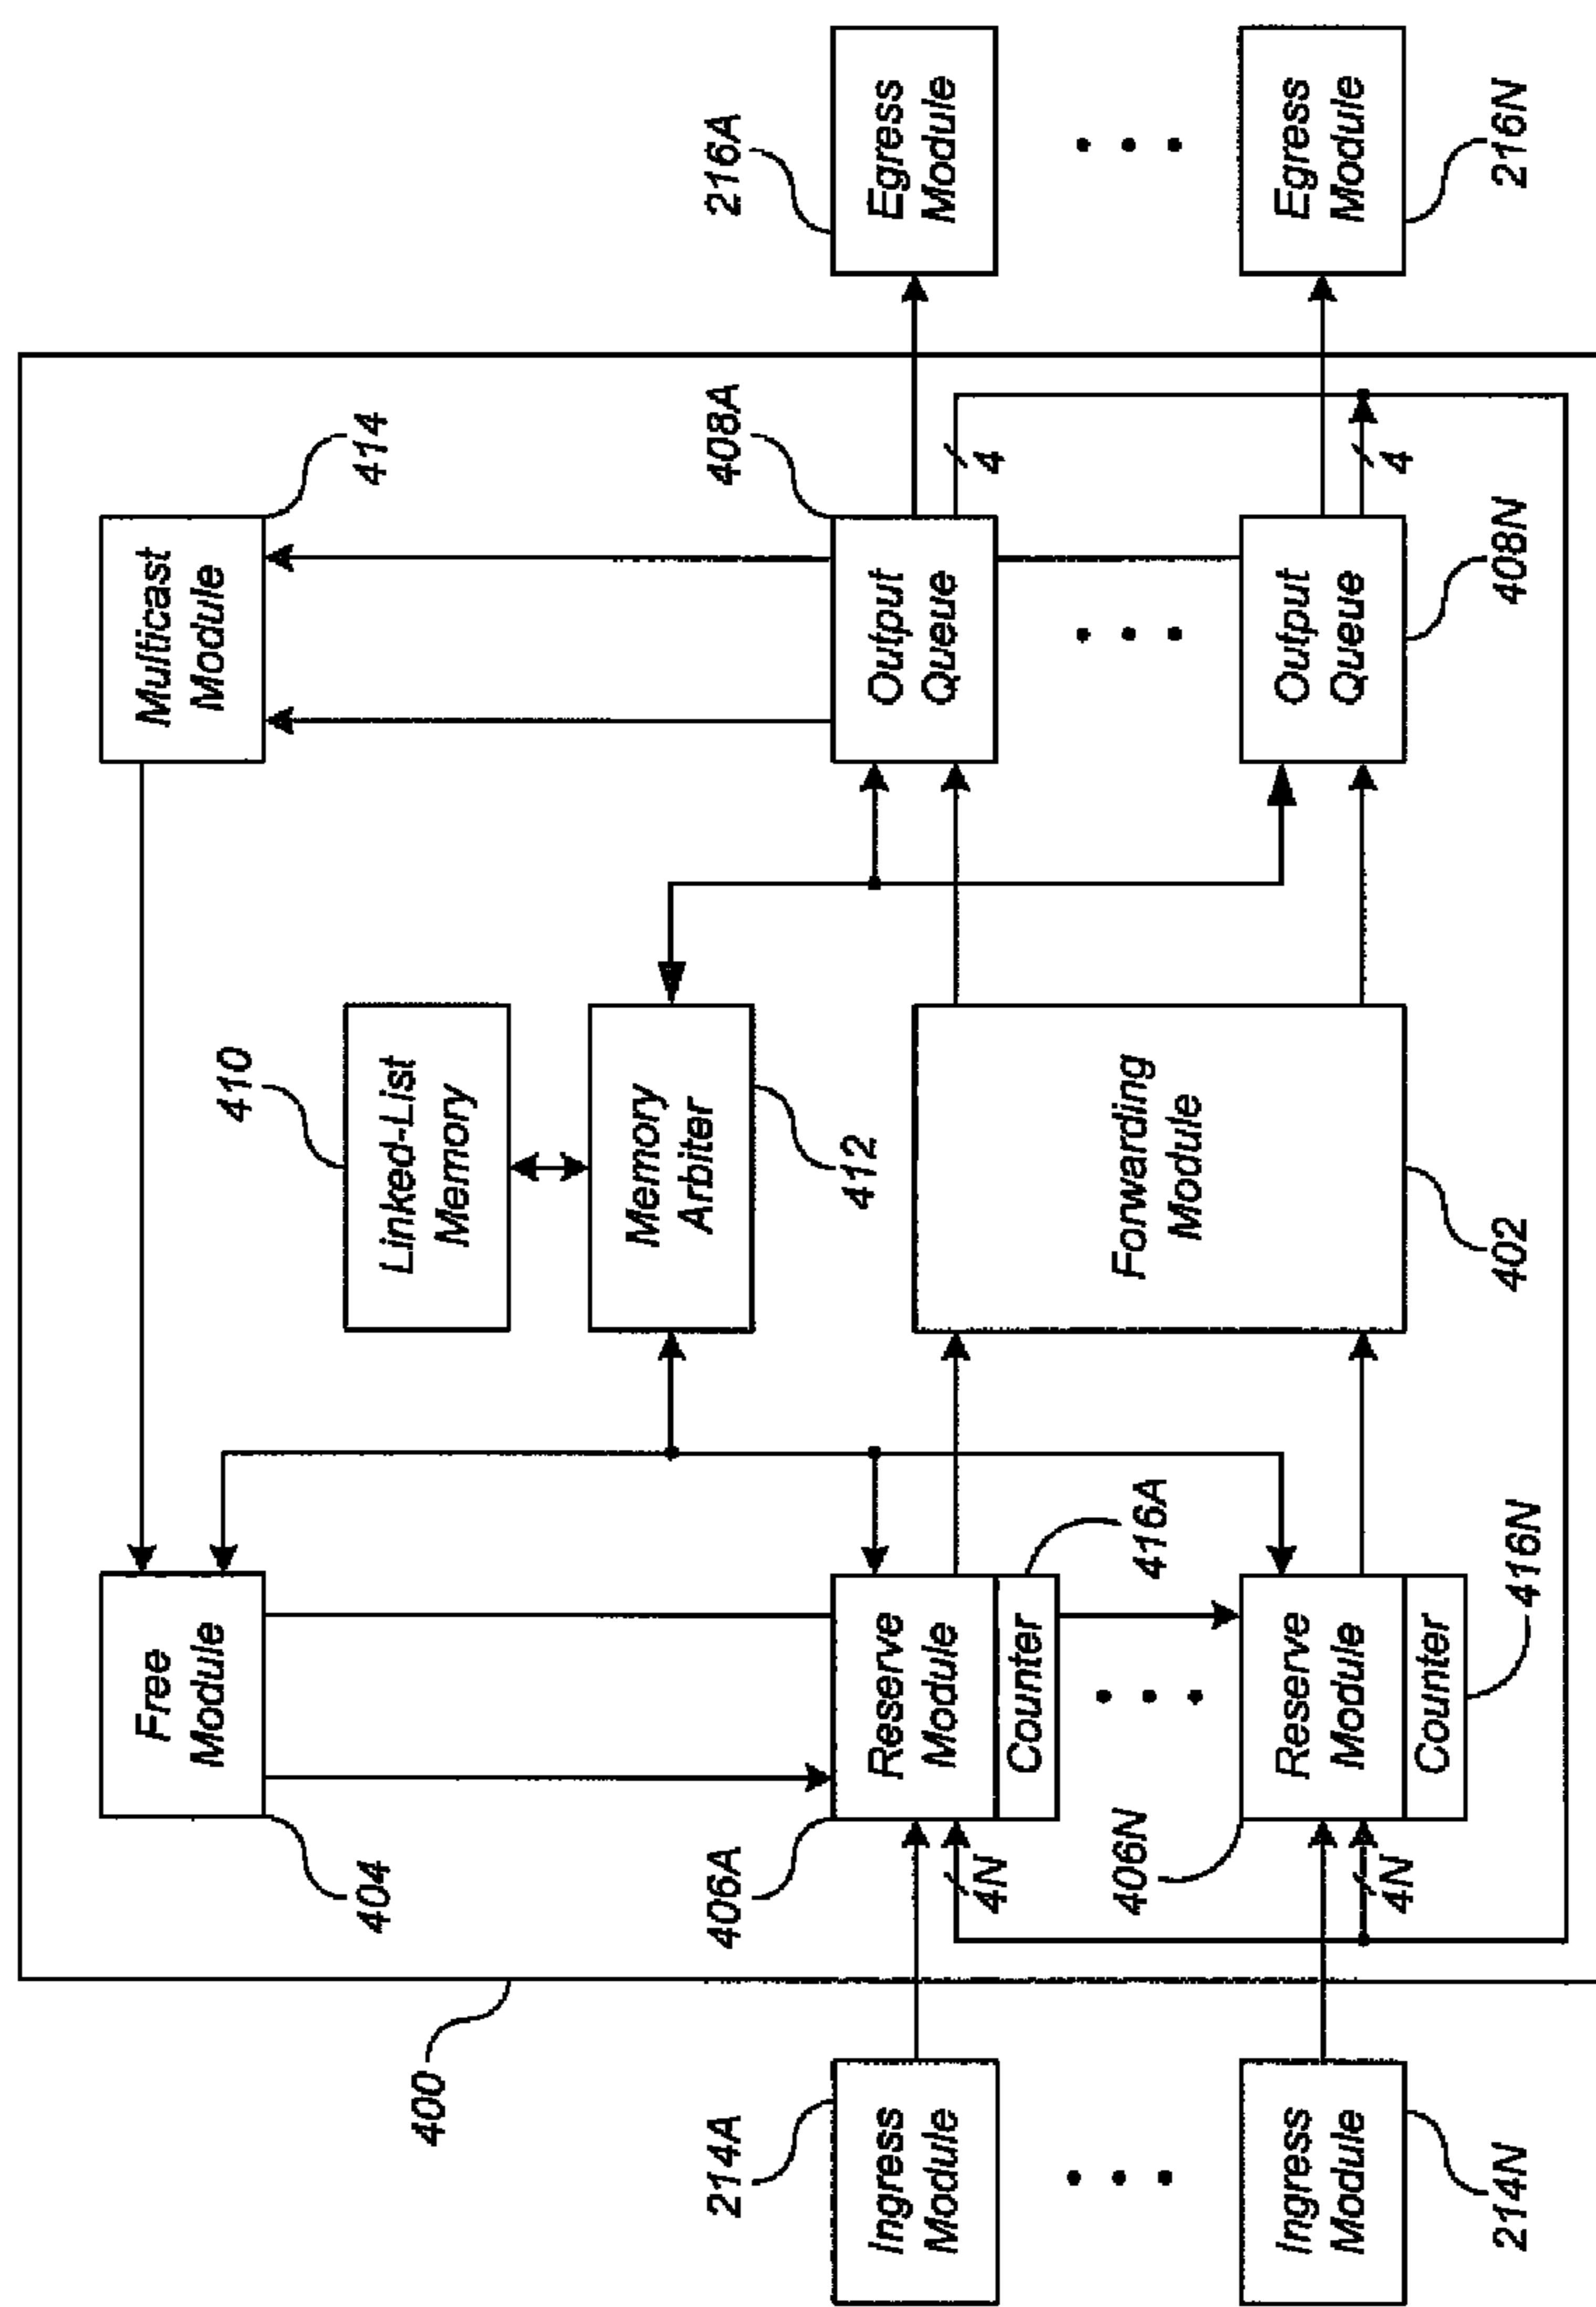 Free
Module
404
Multicast
Module
414
410
Linked-List
Memory
Memory
Arbiter
412
400
214A
Ingress
Module
406A
Reserve
Module
Counter
416A
4N
408A
Output
Queue
4
216A
Egress
Module
Forwarding
Module
402
214N
Ingress
Module
406N
Reserve
Module
Counter
416N
4N
408N
Output
Queue
4
216N
Egress
Module